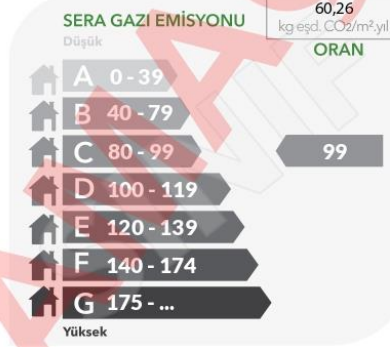 60,26
kg eşd. CO2/m².yıl
SERA GAZI EMİSYONU
ORAN
Düşük
A 0 - 39
B 40 - 79
C 80 - 99
99
D 100 - 119
E 120 - 139
F 140 - 174
G 175 - ...
Yüksek